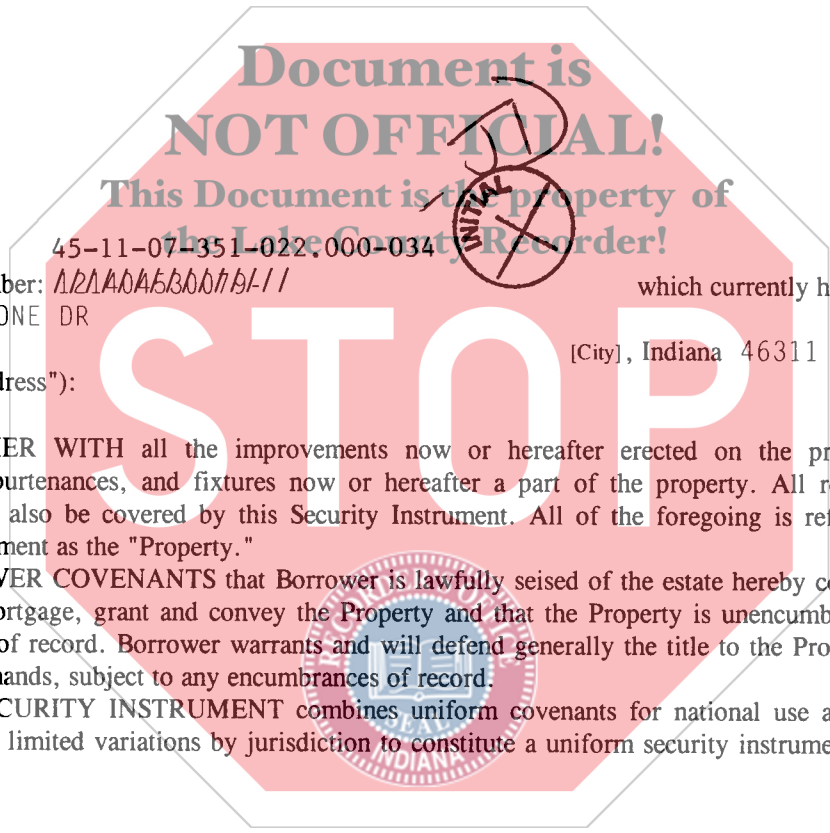 Document is
NOT OFFICIAL!
This Document is the property of
the Lake County Recorder!
45-11-07-351-022.000-034
INITIAL
ber:
which currently h
ONE DR
[City], Indiana 46311
dress"):
STOP
ER WITH all the improvements now or hereafter erected on the pr
purtenances, and fixtures now or hereafter a part of the property. All r
also be covered by this Security Instrument. All of the foregoing is ref
ment as the "Property."
VER COVENANTS that Borrower is lawfully seised of the estate hereby c
ortgage, grant and convey the Property and that the Property is unencumb
of record. Borrower warrants and will defend generally the title to the Pro
nands, subject to any encumbrances of record.
CURITY INSTRUMENT combines uniform covenants for national use a
limited variations by jurisdiction to constitute a uniform security instrume
RECORDER'S OFFICE
SEAL
INDIANA